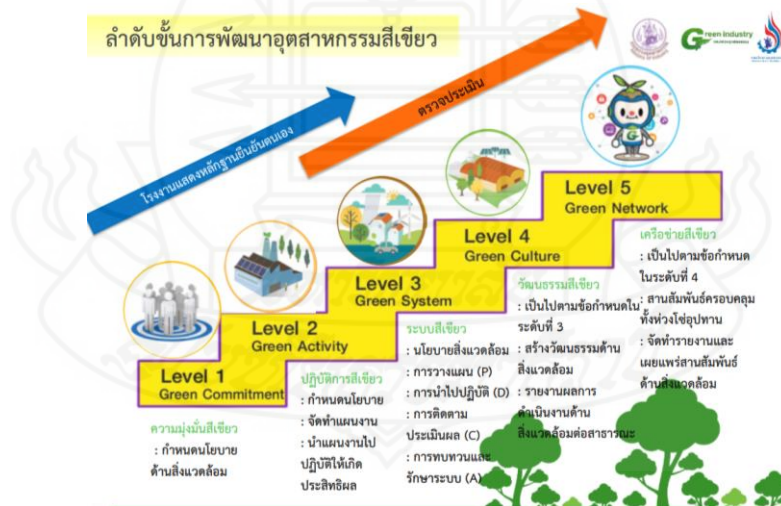 ลำดับขั้นการพัฒนาอุตสาหกรรมสีเขียว
Green Industry
โรงงานแสดงหลักฐานยืนยันตนเอง
ตรวจประเมิน
Level 1
Green Commitment
ความมุ่งมั่นสีเขียว
: กำหนดนโยบาย
ด้านสิ่งแวดล้อม
Level 2
Green Activity
ปฏิบัติการสีเขียว
: กำหนดนโยบาย
: จัดทำแผนงาน
: นำแผนงานไป
ปฏิบัติให้เกิด
ประสิทธิผล
Level 3
Green System
ระบบสีเขียว
: นโยบายสิ่งแวดล้อม
: การวางแผน (P)
: การนำไปปฏิบัติ (D)
: การติดตาม
ประเมินผล (C)
: การทบทวนและ
รักษาระบบ (A)
Level 4
Green Culture
วัฒนธรรมสีเขียว
: เป็นไปตามข้อกำหนดใน
ระดับที่ 3
: สร้างวัฒนธรรมด้าน
สิ่งแวดล้อม
: รายงานผลการ
ดำเนินงานด้าน
สิ่งแวดล้อมต่อสาธารณะ
Level 5
Green Network
เครือข่ายสีเขียว
: เป็นไปตามข้อกำหนด
ในระดับที่ 4
: สานสัมพันธ์ครอบคลุม
ทั้งห่วงโซ่อุปทาน
: จัดทำรายงานและ
เผยแพร่สานสัมพันธ์
ด้านสิ่งแวดล้อม